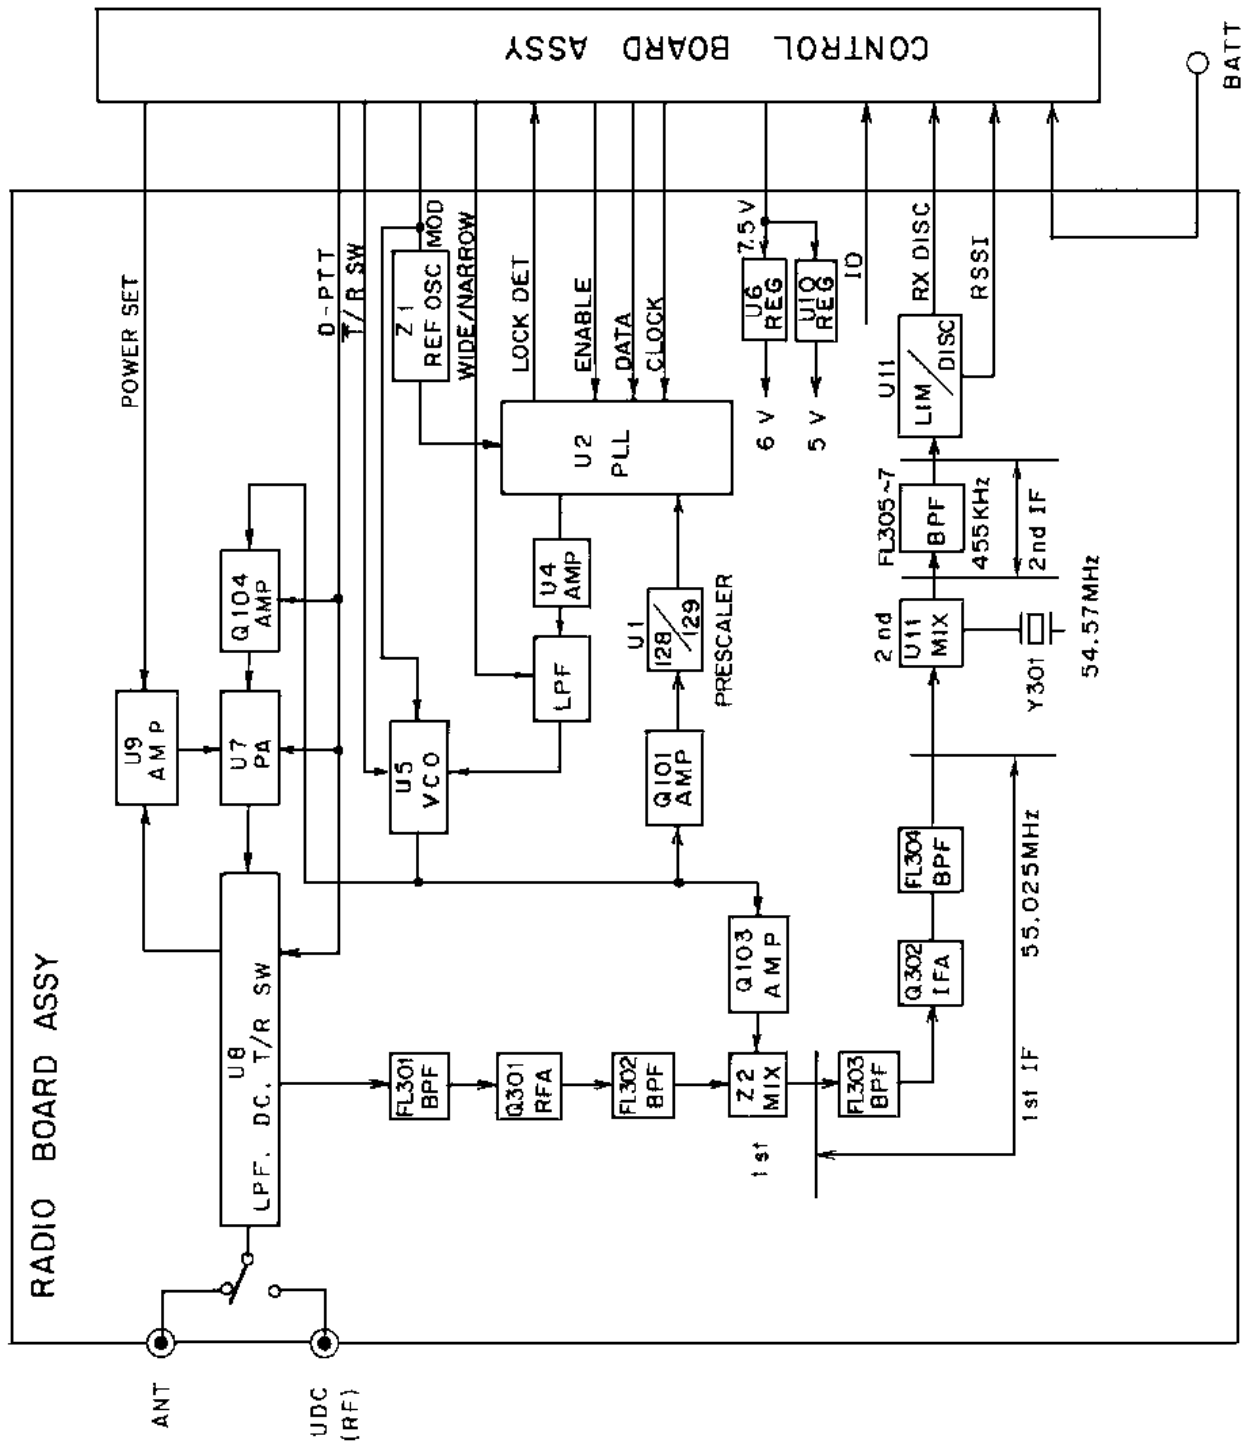 RADIO BOARD ASSY
CONTROL BOARD ASSY
ANT
UDC
(RF)
U8
LPF. DC. T/R SW
U9
AMP
U7
PA
Q104
AMP
POWER SET
D-PTT
T/R SW
Z1
REF OSC
MOD
WIDE/NARROW
LOCK DET
ENABLE
DATA
CLOCK
U5
VCO
LPF
U4
AMP
U2
PLL
Q101
AMP
U1
128/129
PRESCALER
7.5V
U6
REG
6 V
U10
REG
5 V
ID
FL301
BPF
Q301
RFA
FL302
BPF
1st
Z2
MIX
Q103
AMP
FL303
BPF
Q302
IFA
FL304
BPF
1st IF
55.025MHz
2nd
U11
MIX
Y301
54.57MHz
FL305~7
BPF
455KHz
2nd IF
U11
LIM/DISC
RX DISC
RSSI
BATT